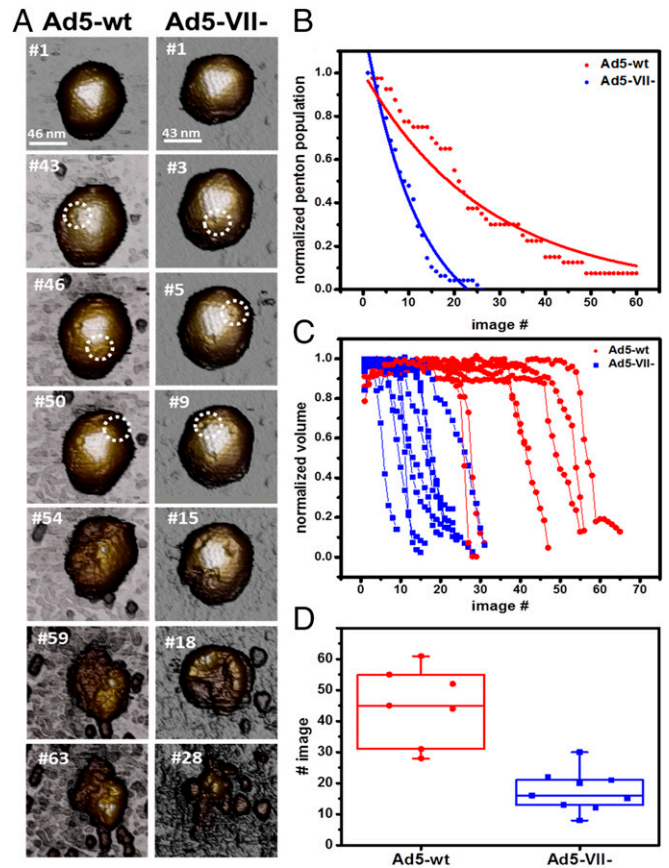 A
Ad5-wt Ad5-VII-
#1 #1
46 nm 43 nm
#43 #3
#46 #5
#50 #9
#54 #15
#59 #18
#63 #28
B
Ad5-wt
Ad5-VII-
normalized penton population
1.0
0.8
0.6
0.4
0.2
0.0
0 10 20 30 40 50 60
image #
C
Ad5-wt
Ad5-VII-
normalized volume
1.0
0.8
0.6
0.4
0.2
0.0
0 10 20 30 40 50 60 70
image #
D
# image
60
50
40
30
20
10
0
Ad5-wt Ad5-VII-